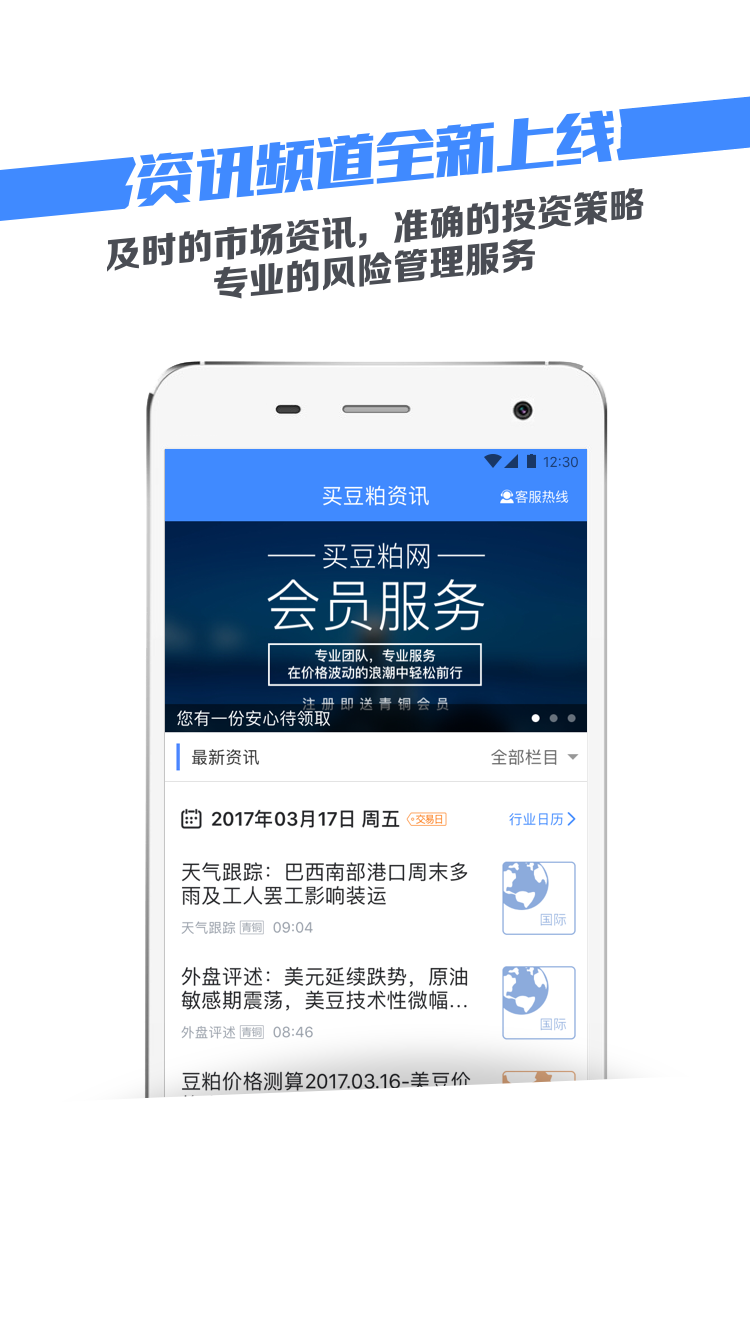 资讯频道全新上线
及时的市场资讯，准确的投资策略
专业的风险管理服务
12:30
买豆粕资讯
客服热线
买豆粕网
会员服务
专业团队，专业服务
在价格波动的浪潮中轻松前行
注册即送青铜会员
您有一份安心待领取
最新资讯
全部栏目
2017年03月17日 周五 交易日
行业日历
天气跟踪：巴西南部港口周末多
雨及工人罢工影响装运
国际
天气跟踪 青铜 09:04
外盘评述：美元延续跌势，原油
敏感期震荡，美豆技术性微幅...
国际
外盘评述 青铜 08:46
豆粕价格测算2017.03.16-美豆价